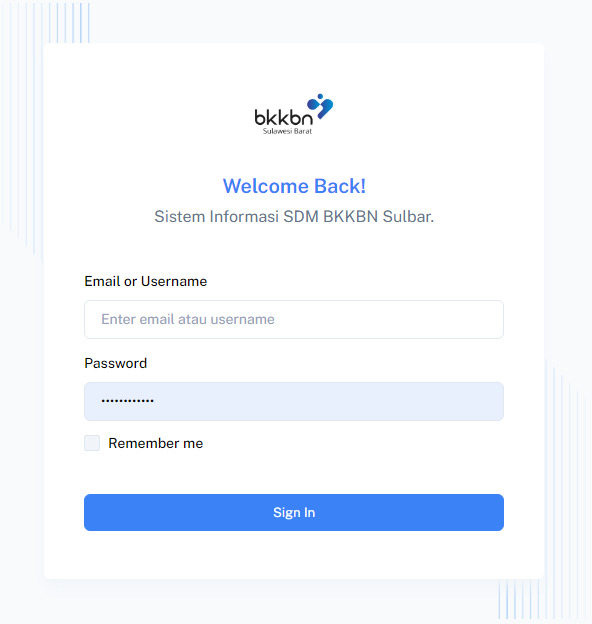 bkkbn
Sulawesi Barat
Welcome Back!
Sistem Informasi SDM BKKBN Sulbar.
Email or Username
Enter email atau username
Password
••••••••••••
Remember me
Sign In